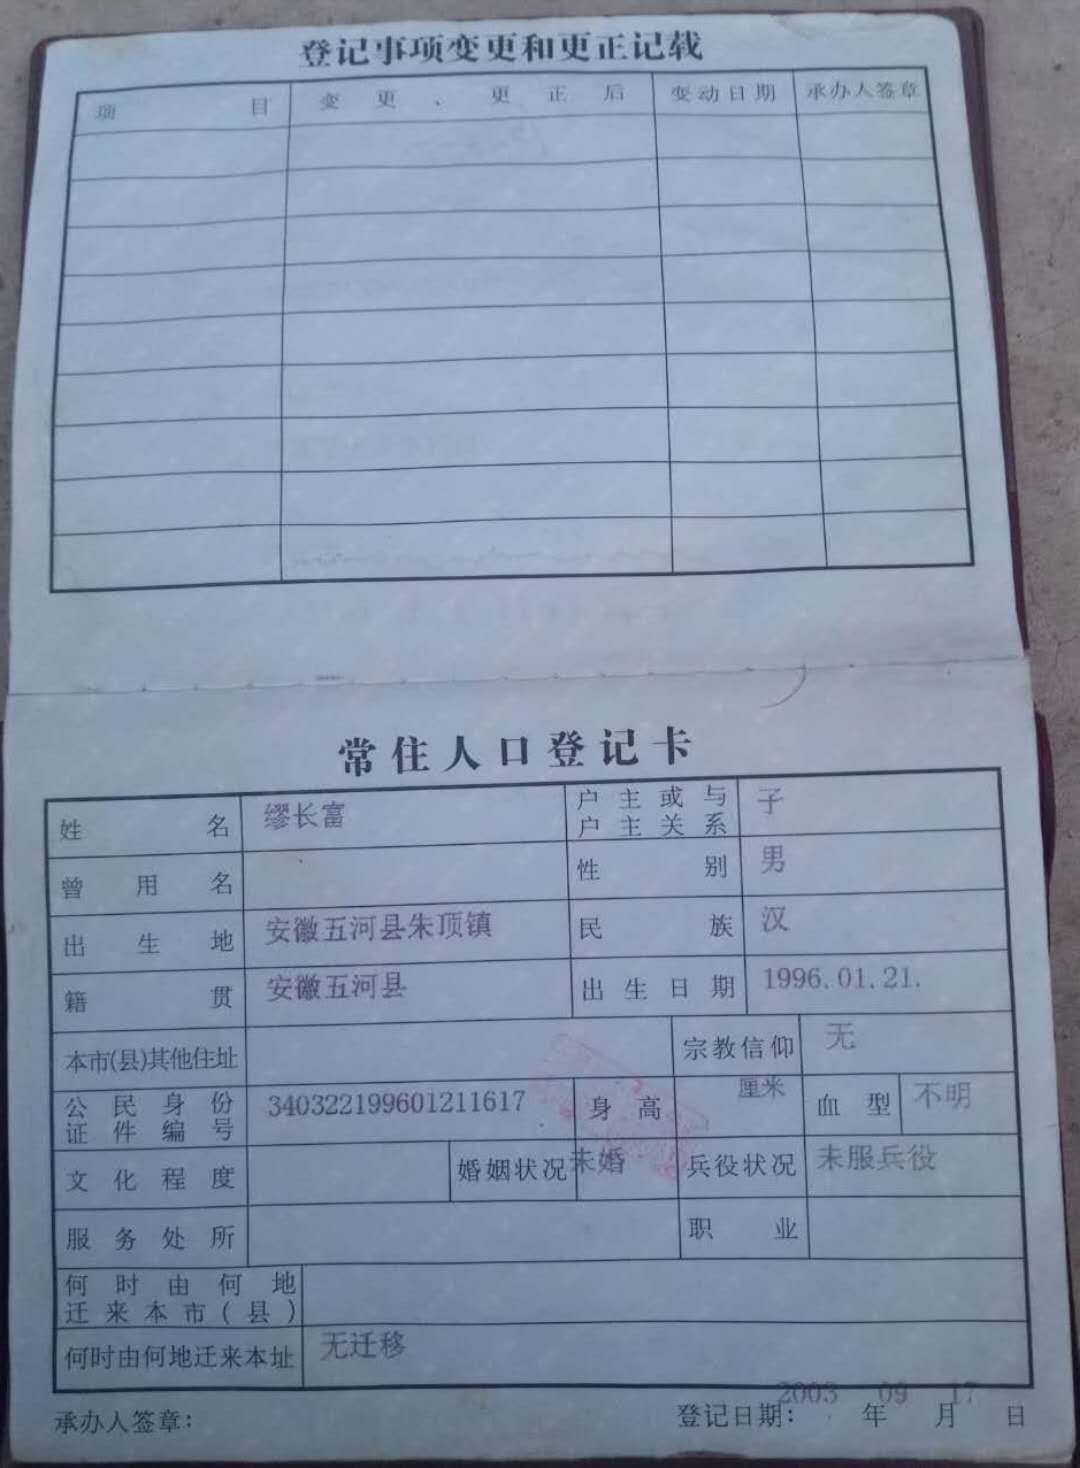 登记事项变更和更正记载
项目 变更、更正后 变动日期 承办人签章
常住人口登记卡
姓名 缪长富 户主或与户主关系 子
曾用名 性别 男
出生地 安徽五河县朱顶镇 民族 汉
籍贯 安徽五河县 出生日期 1996.01.21.
本市(县)其他住址 宗教信仰 无
公民身份证件编号 340322199601211617 身高 厘米 血型 不明
文化程度 婚姻状况 未婚 兵役状况 未服兵役
服务处所 职业
何时由何地迁来本市(县)
何时由何地迁来本址 无迁移
承办人签章： 登记日期： 2003年09月17日